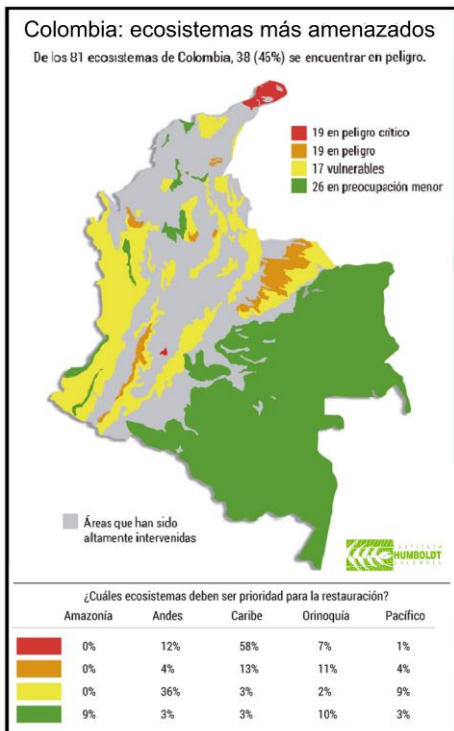 Colombia: ecosistemas más amenazados
De los 81 ecosistemas de Colombia, 38 (46%) se encuentrar en peligro.
19 en peligro crítico
19 en peligro
17 vulnerables
26 en preocupación menor
Áreas que han sido
altamente intervenidas
INSTITUTO
HUMBOLDT
COLOMBIA
¿Cuáles ecosistemas deben ser prioridad para la restauración?
Amazonía Andes Caribe Orinoquía Pacífico
0% 12% 58% 7% 1%
0% 4% 13% 11% 4%
0% 36% 3% 2% 9%
9% 3% 3% 10% 3%